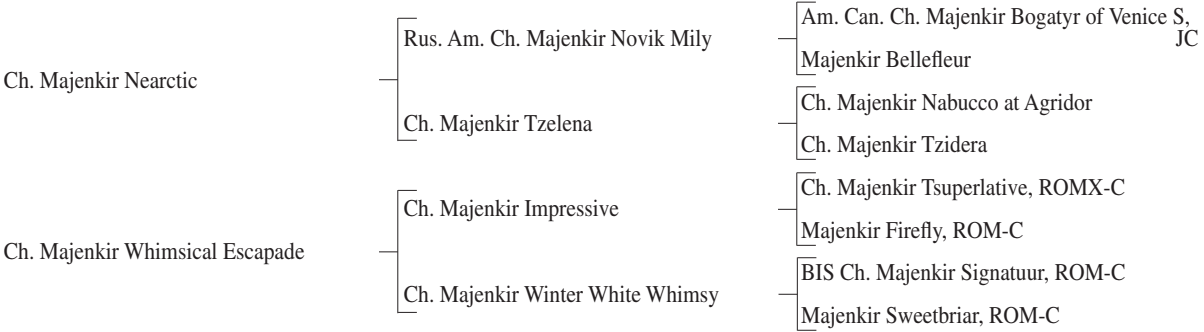 Am. Can. Ch. Majenkir Bogatyr of Venice S,
JC
Rus. Am. Ch. Majenkir Novik Mily
Majenkir Bellefleur
Ch. Majenkir Nearctic
Ch. Majenkir Nabucco at Agridor
Ch. Majenkir Tzelena
Ch. Majenkir Tzidera
Ch. Majenkir Tsuperlative, ROMX-C
Ch. Majenkir Impressive
Majenkir Firefly, ROM-C
Ch. Majenkir Whimsical Escapade
BIS Ch. Majenkir Signatuur, ROM-C
Ch. Majenkir Winter White Whimsy
Majenkir Sweetbriar, ROM-C